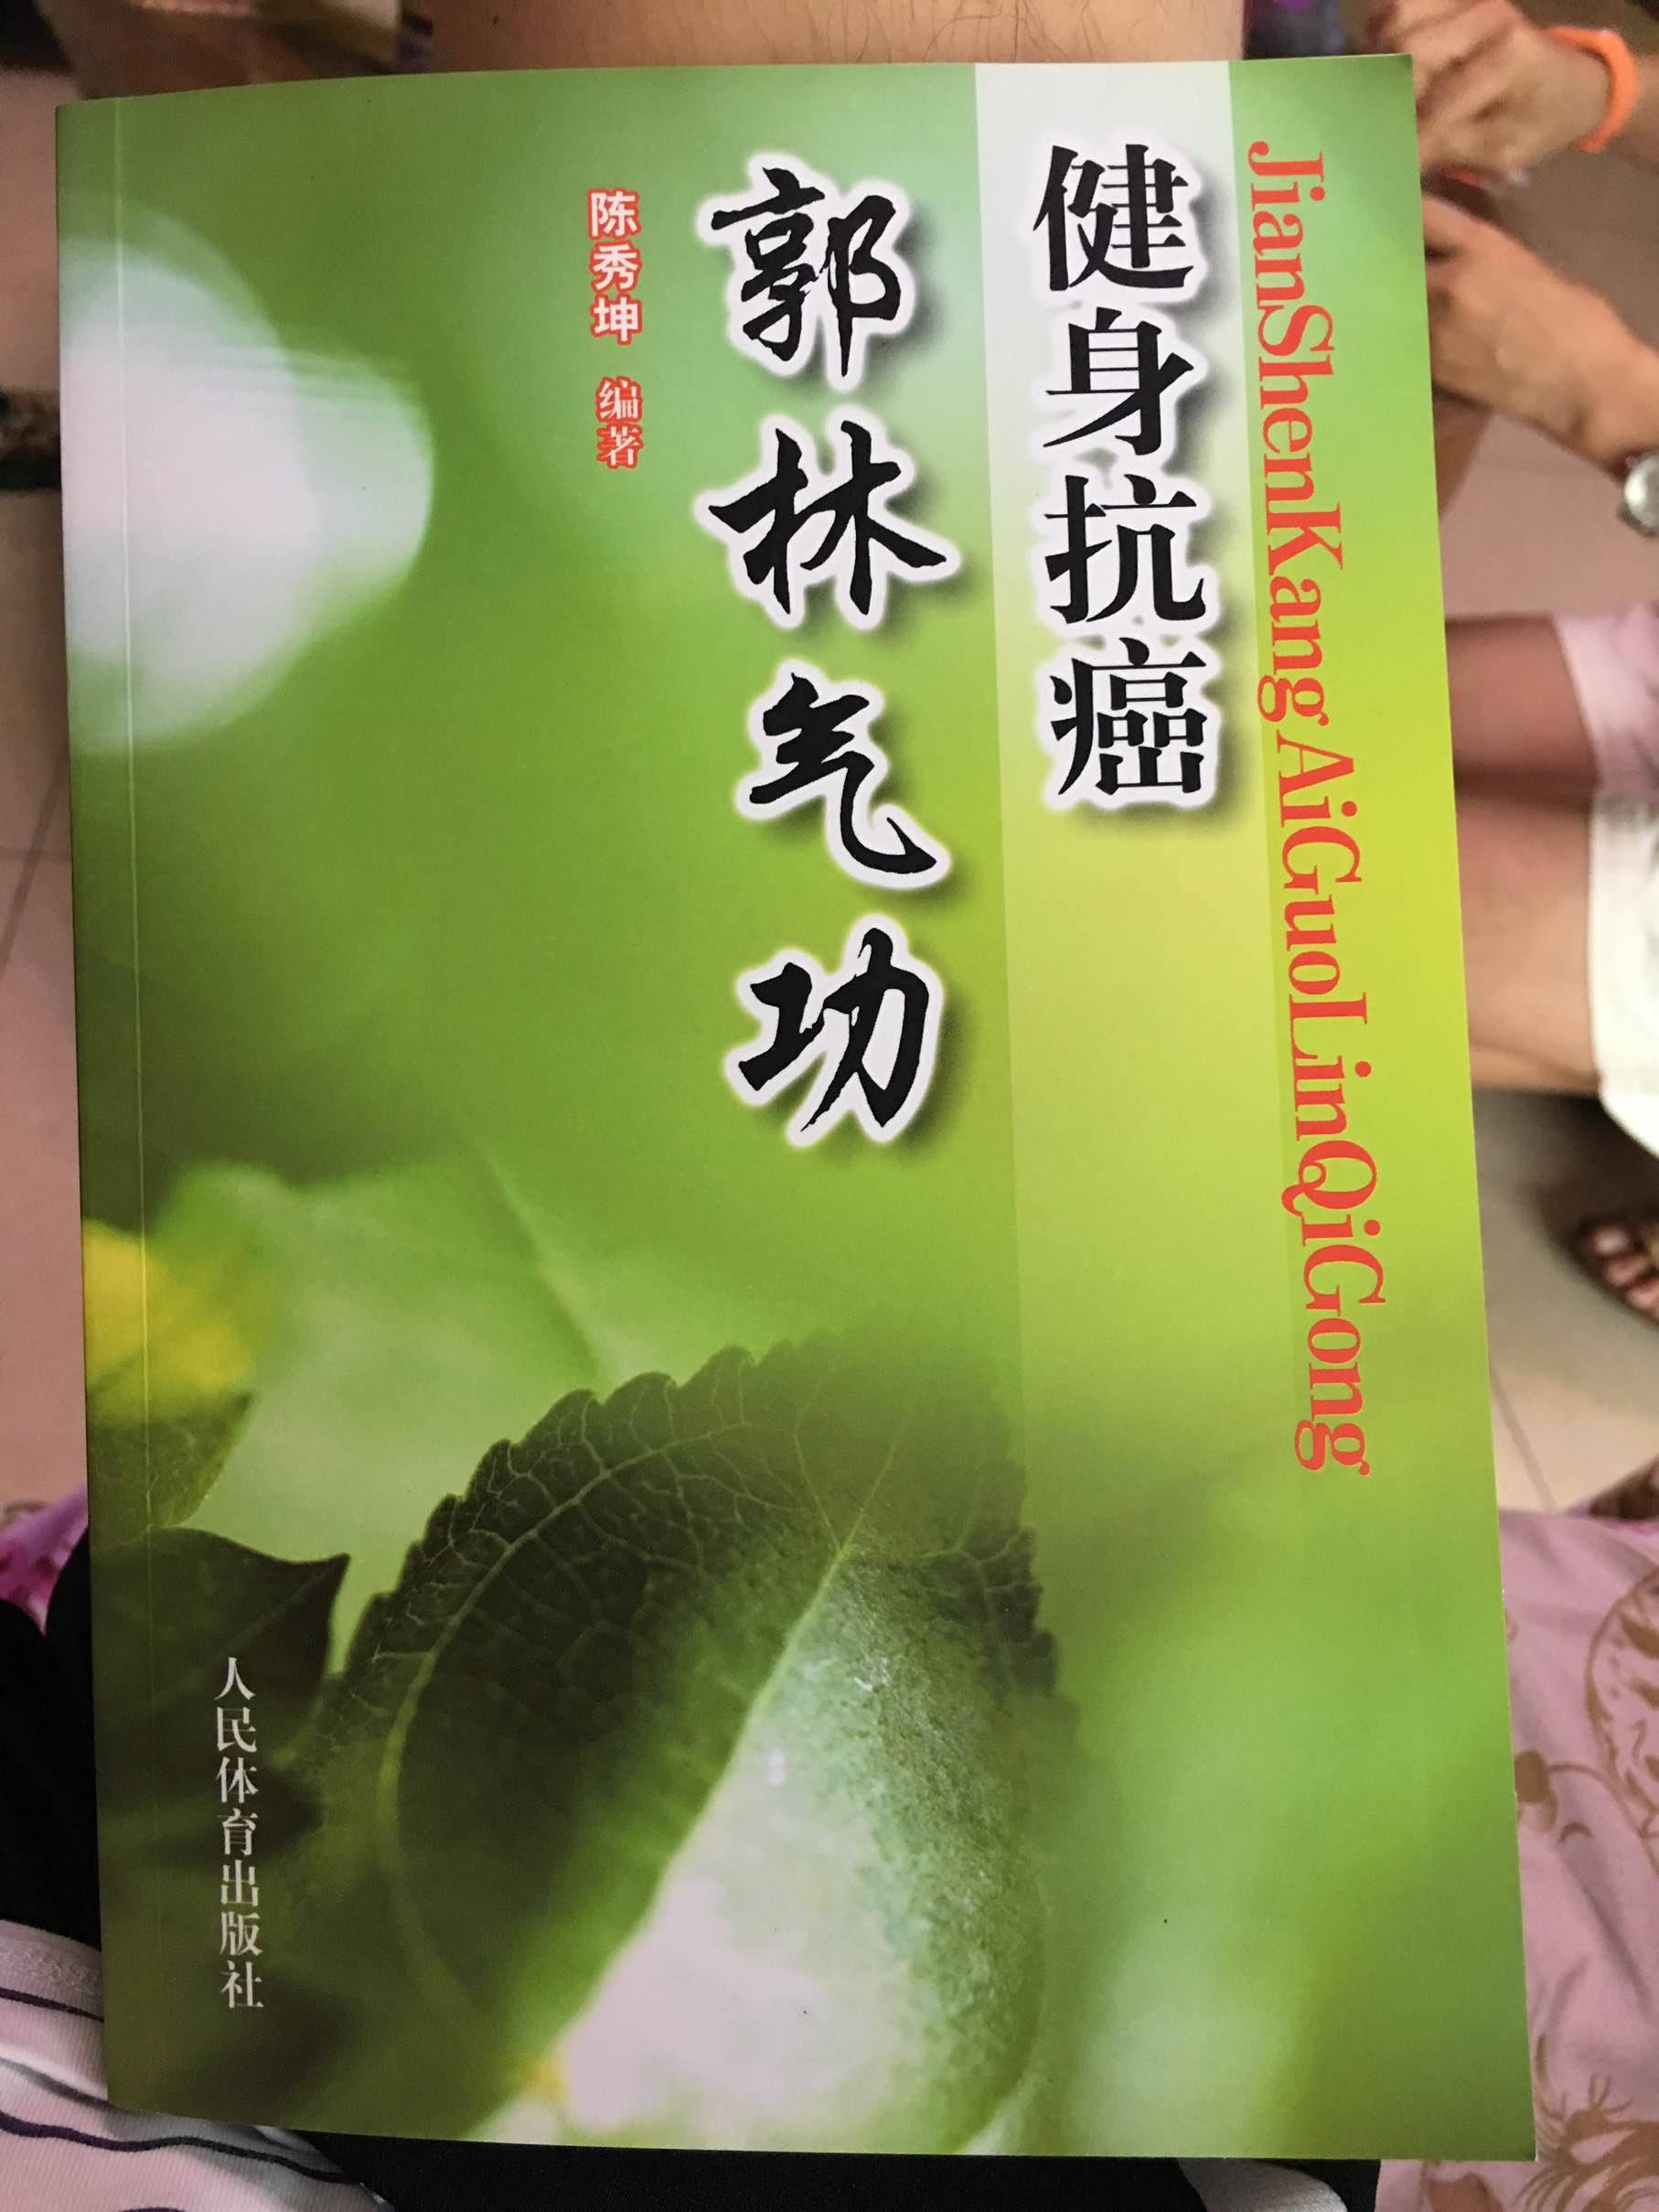 JianShenKangAiGuoLinQiGong
健身抗癌
郭林气功
陈秀坤 编著
人民体育出版社